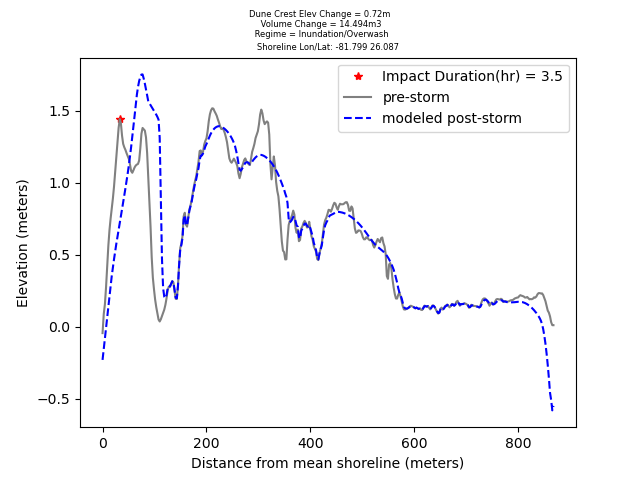 Dune Crest Elev Change = 0.72m
Volume Change = 14.494m3
Regime = Inundation/Overwash
Shoreline Lon/Lat: -81.799 26.087
Impact Duration(hr) = 3.5
pre-storm
modeled post-storm
1.5
1.0
0.5
0.0
−0.5
Elevation (meters)
0 200 400 600 800
Distance from mean shoreline (meters)